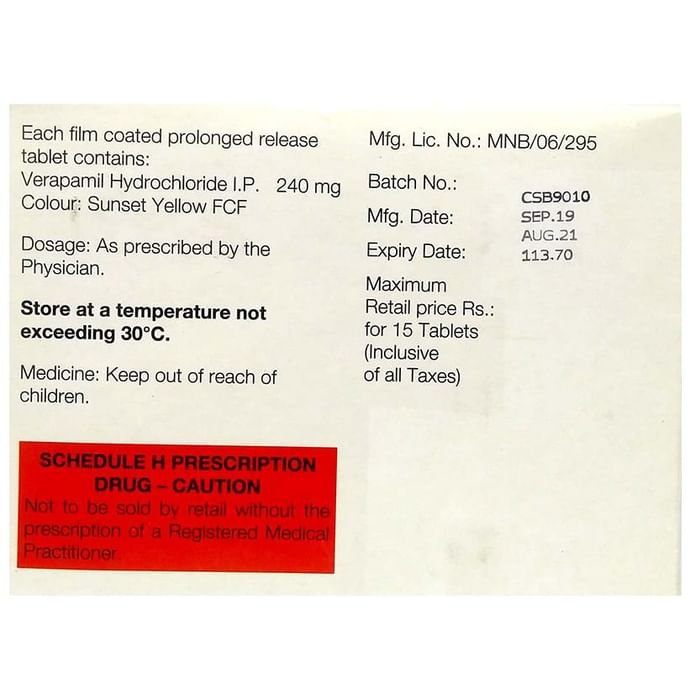 Each film coated prolonged release
tablet contains:
Verapamil Hydrochloride I.P. 240 mg
Colour: Sunset Yellow FCF
Dosage: As prescribed by the
Physician.
Store at a temperature not
exceeding 30°C.
Medicine: Keep out of reach of
children.
SCHEDULE H PRESCRIPTION
DRUG – CAUTION
Not to be sold by retail without the
prescription of a Registered Medical
Practitioner.
Mfg. Lic. No.: MNB/06/295
Batch No.:
Mfg. Date:
Expiry Date:
Maximum
Retail price Rs.:
for 15 Tablets
(Inclusive
of all Taxes)
CSB9010
SEP.19
AUG.21
113.70